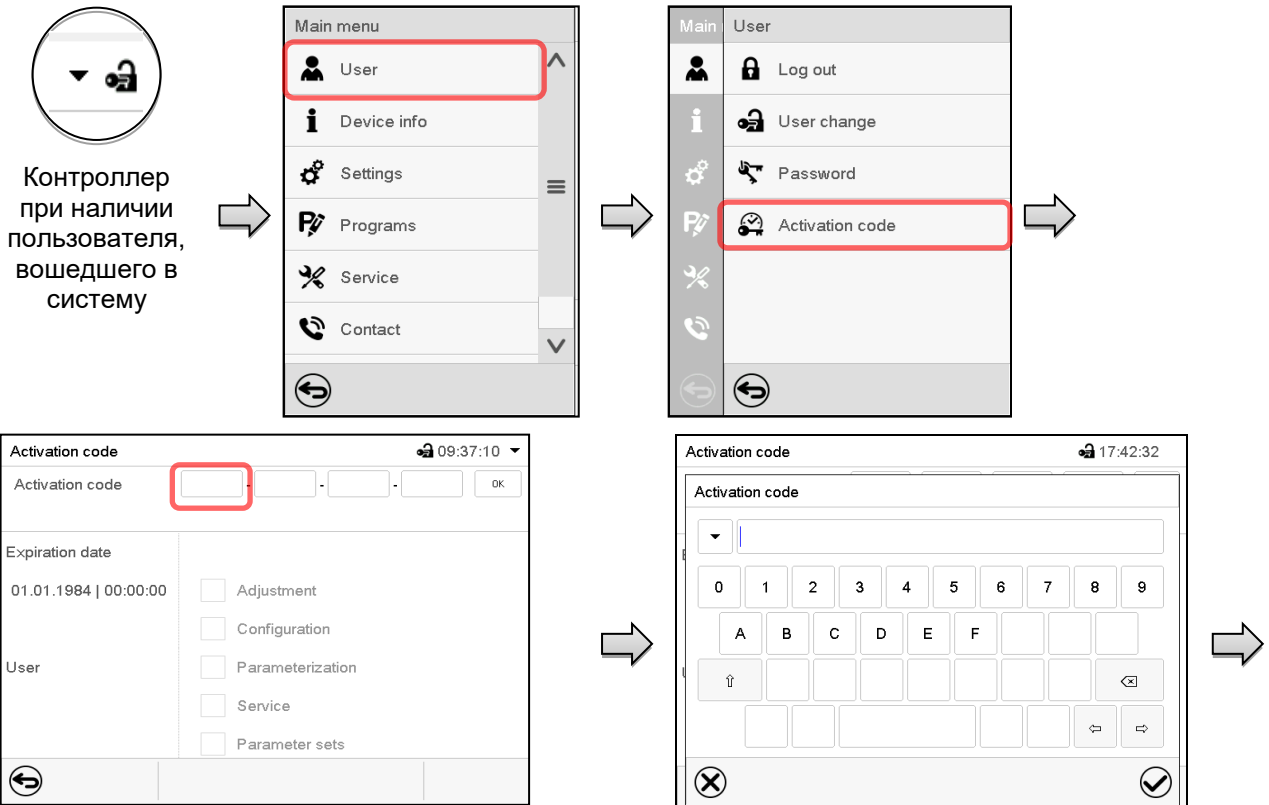 Контроллер
при наличии
пользователя,
вошедшего в
систему
Main menu
User
Device info
Settings
Programs
Service
Contact
Main
User
Log out
User change
Password
Activation code
Activation code
09:37:10
Activation code
- - - OK
Expiration date
01.01.1984 | 00:00:00
Adjustment
Configuration
User
Parameterization
Service
Parameter sets
Activation code
17:42:32
Activation code
0 1 2 3 4 5 6 7 8 9
A B C D E F